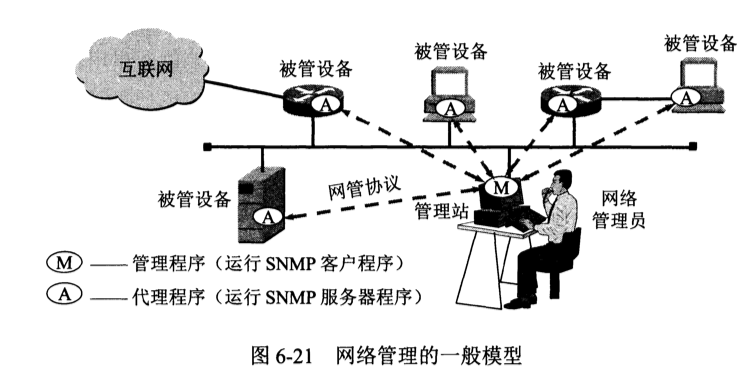 互联网
被管设备
被管设备
被管设备
被管设备
A
A
A
A
被管设备
A
网管协议
M
管理站
网络
管理员
M —— 管理程序（运行 SNMP 客户程序）
A —— 代理程序（运行 SNMP 服务器程序）
图 6-21 网络管理的一般模型